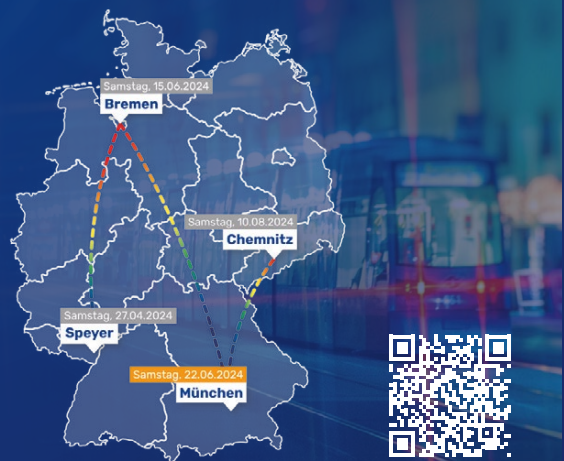 Samstag, 15.06.2024
Bremen
Samstag, 10.08.2024
Chemnitz
Samstag, 27.04.2024
Speyer
Samstag, 22.06.2024
München